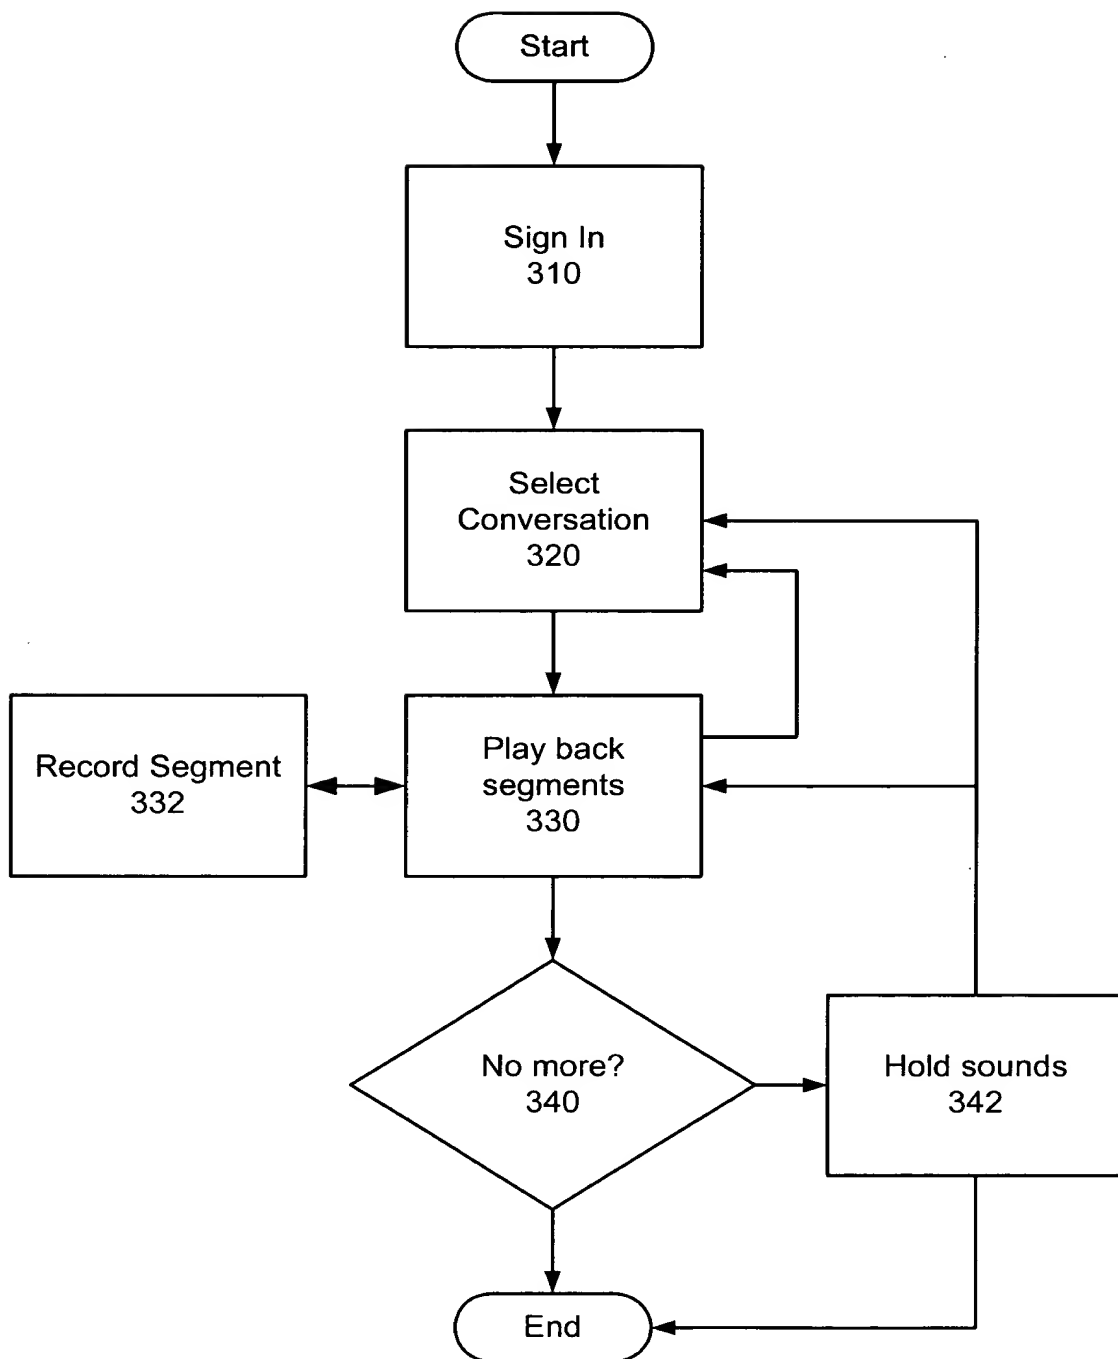 Start
Sign In
310
Select
Conversation
320
Record Segment
332
Play back
segments
330
No more?
340
Hold sounds
342
End